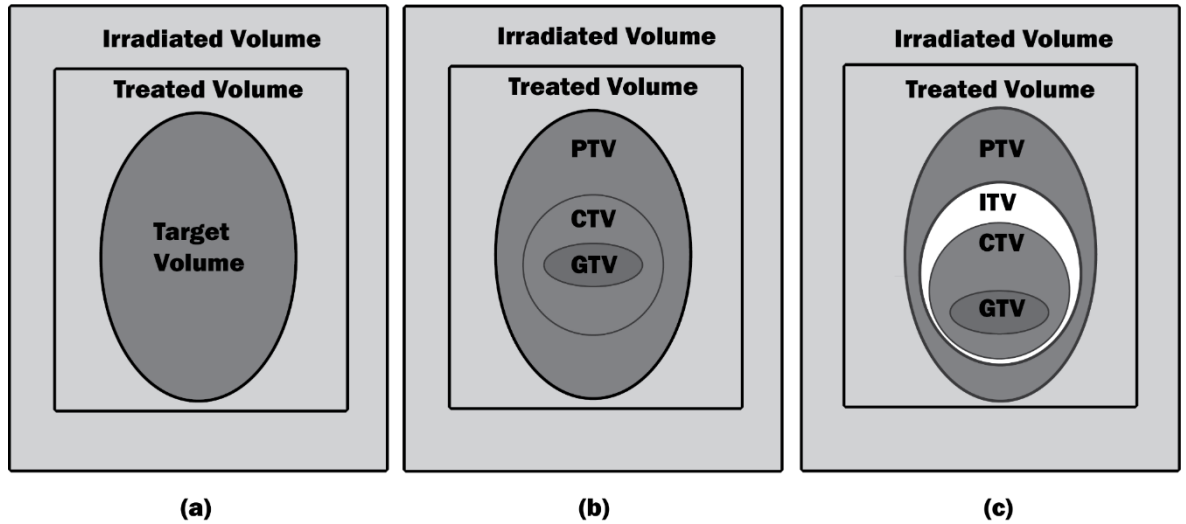 Irradiated Volume
Treated Volume
Target
Volume
(a)
Irradiated Volume
Treated Volume
PTV
CTV
GTV
(b)
Irradiated Volume
Treated Volume
PTV
ITV
CTV
GTV
(c)